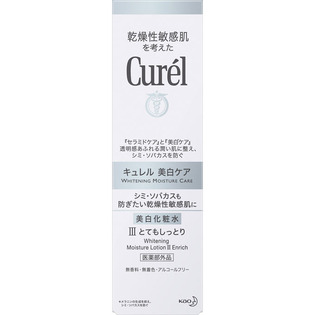 乾燥性敏感肌
を考えた
Curél
『セラミドケア』と『美白ケア』
透明感あふれる潤い肌に整え、
シミ・ソバカスを防ぐ
キュレル 美白ケア
WHITENING MOISTURE CARE
シミ・ソバカスも
防ぎたい乾燥性敏感肌に
美白化粧水
III とてもしっとり
Whitening
Moisture Lotion III Enrich
医薬部外品
無香料・無着色・アルコールフリー
Kao